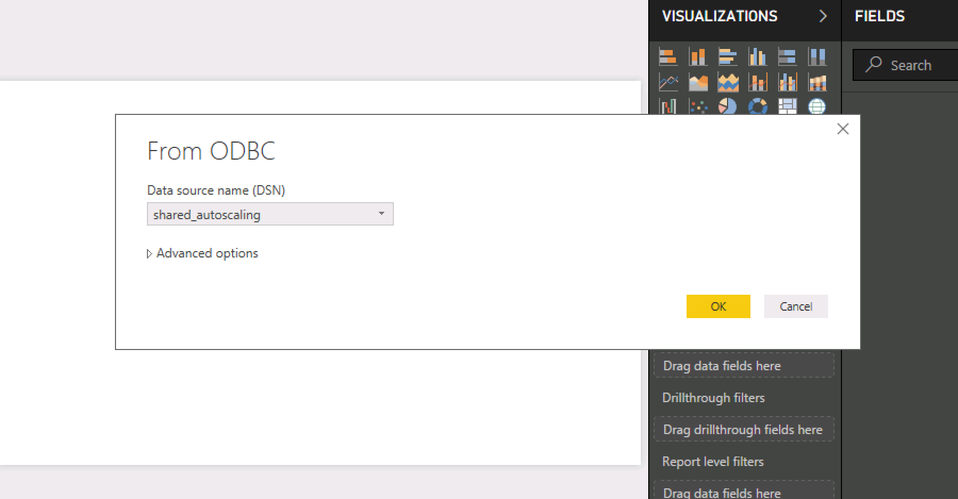 VISUALIZATIONS
FIELDS
Search
From ODBC
Data source name (DSN)
shared_autoscaling
Advanced options
OK
Cancel
Drag data fields here
Drillthrough filters
Drag drillthrough fields here
Report level filters
Drag data fields here